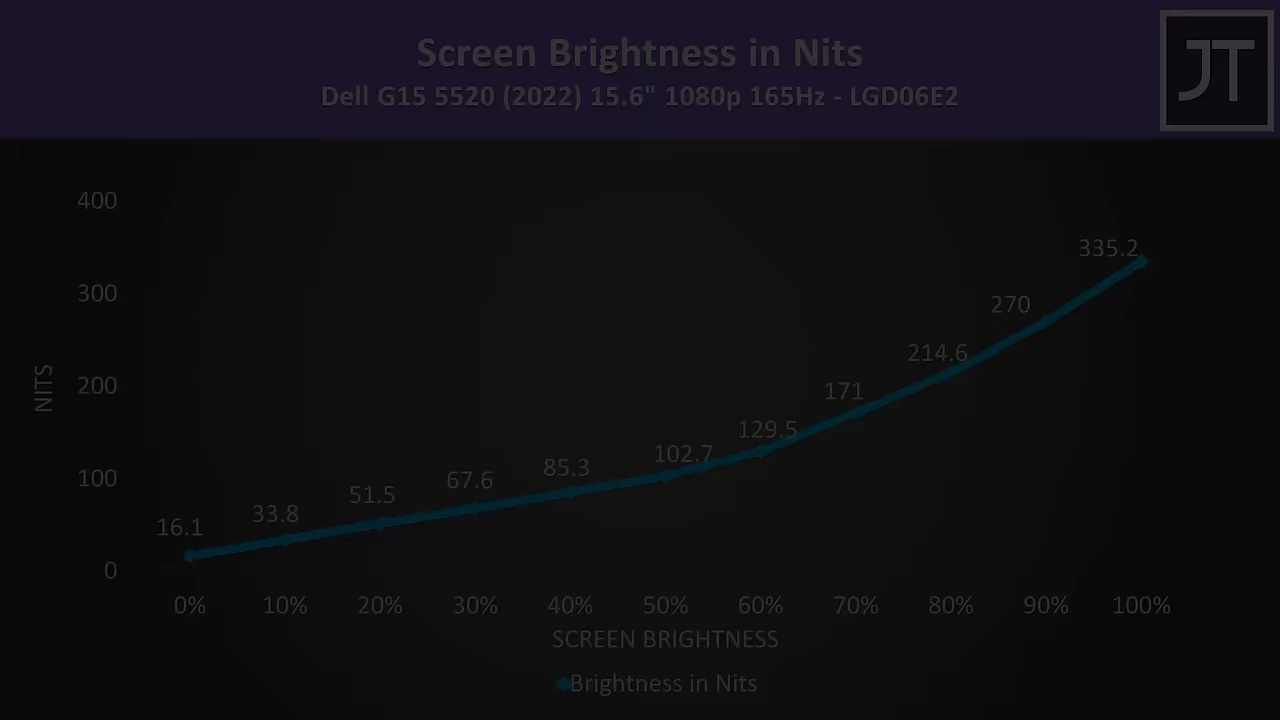 Screen Brightness in Nits
JT
Dell G15 5520 (2022) 15.6" 1080p 165Hz - LGD06E2
400
300
200
100
0
NITS
16.1
33.8
51.5
67.6
85.3
102.7
129.5
171
214.6
270
335.2
0% 10% 20% 30% 40% 50% 60% 70% 80% 90% 100%
SCREEN BRIGHTNESS
Brightness in Nits